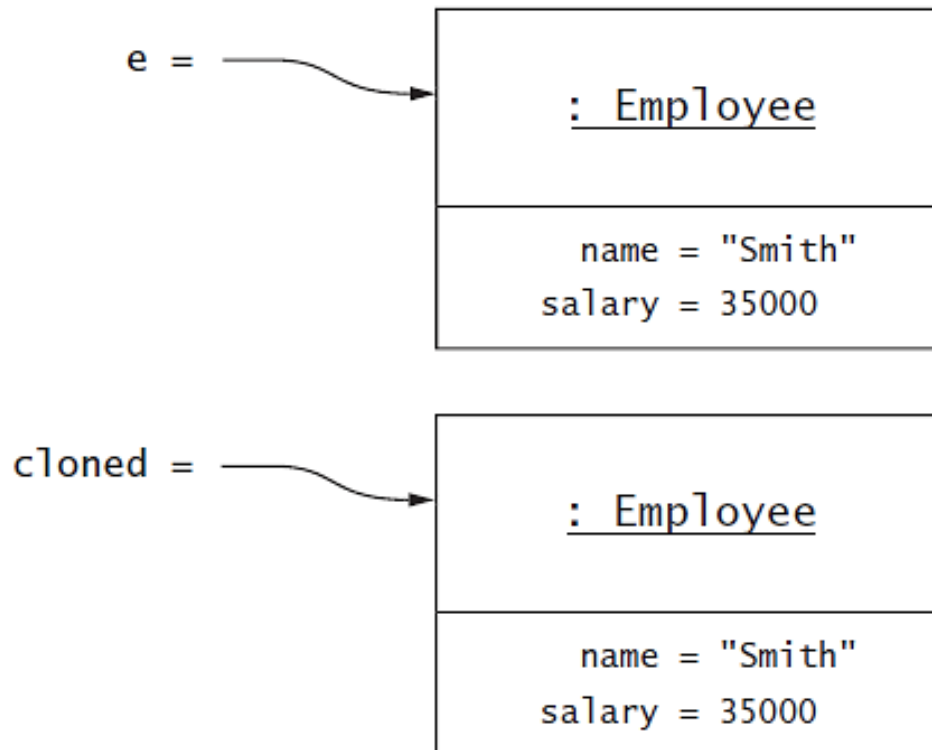 e =
: Employee
name = "Smith"
salary = 35000
cloned =
: Employee
name = "Smith"
salary = 35000